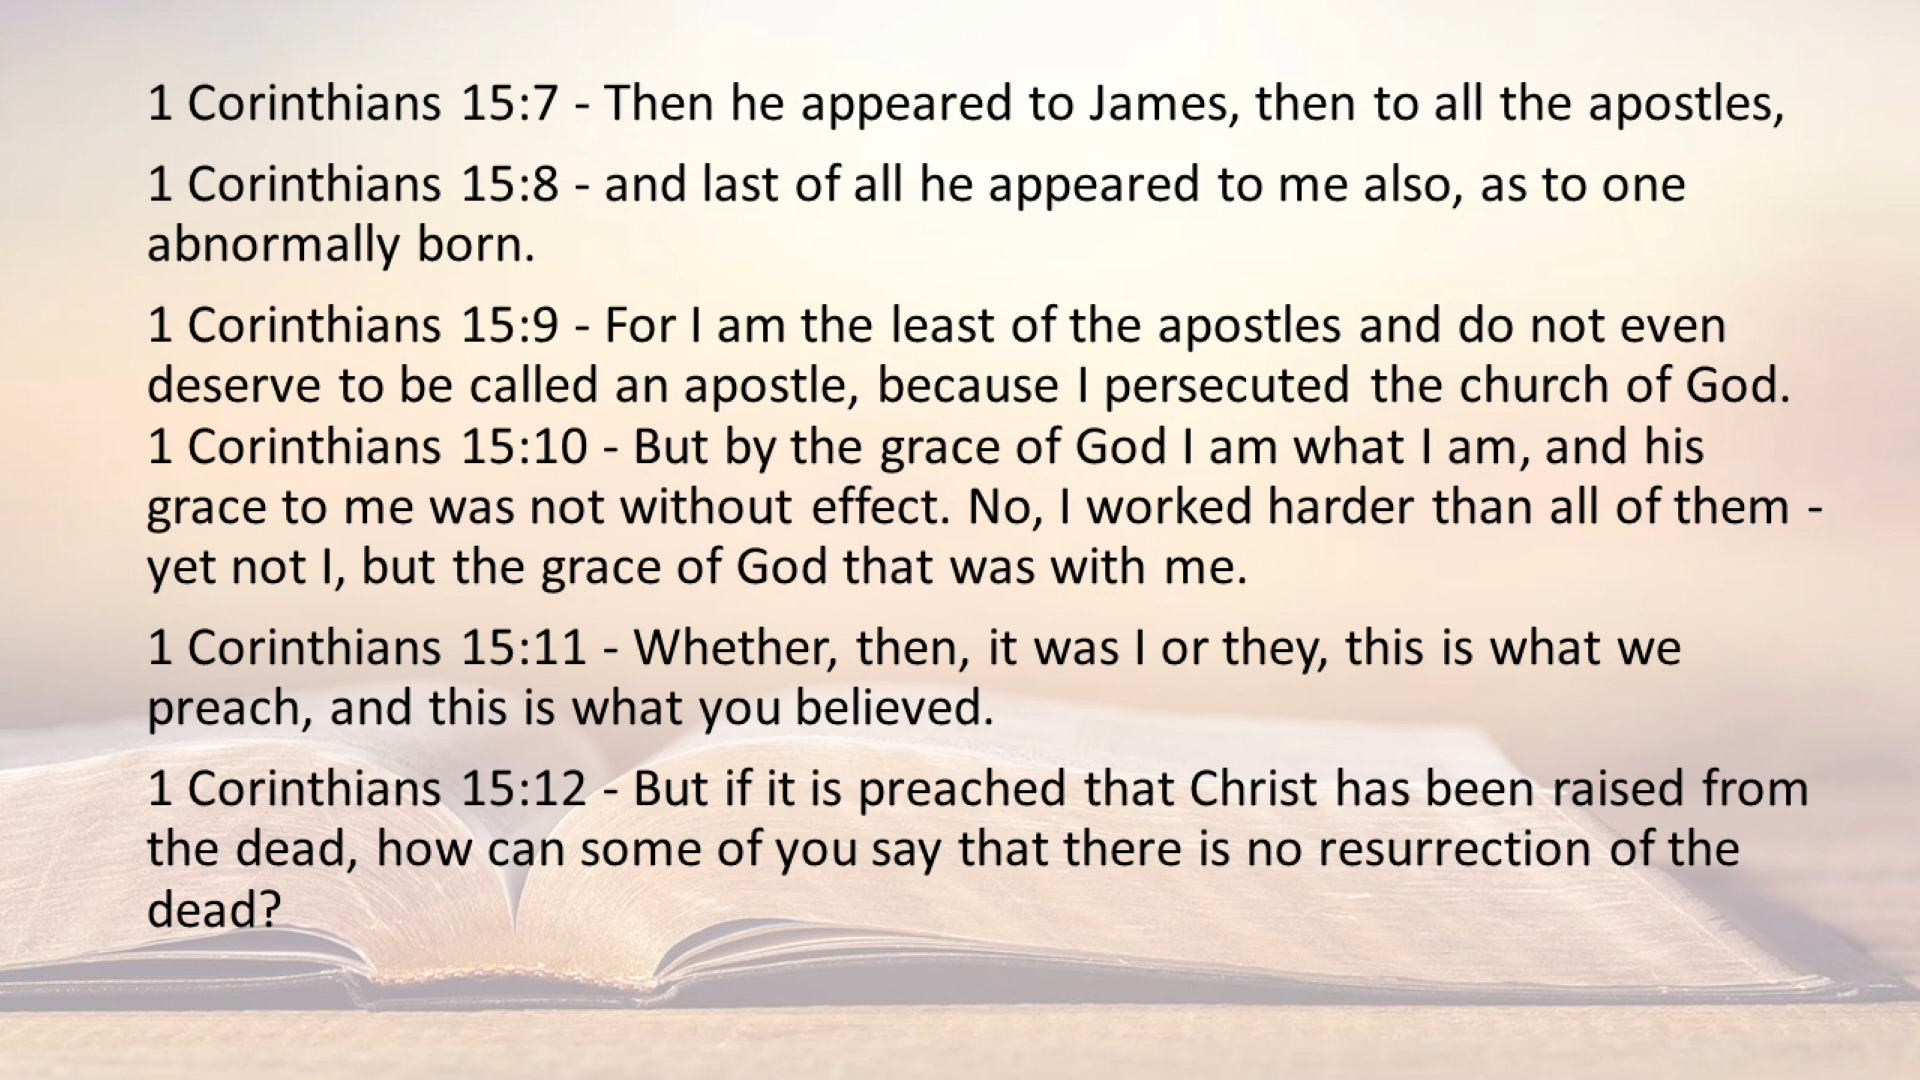 1 Corinthians 15:7 - Then he appeared to James, then to all the apostles,
1 Corinthians 15:8 - and last of all he appeared to me also, as to one
abnormally born.
1 Corinthians 15:9 - For I am the least of the apostles and do not even
deserve to be called an apostle, because I persecuted the church of God.
1 Corinthians 15:10 - But by the grace of God I am what I am, and his
grace to me was not without effect. No, I worked harder than all of them -
yet not I, but the grace of God that was with me.
1 Corinthians 15:11 - Whether, then, it was I or they, this is what we
preach, and this is what you believed.
1 Corinthians 15:12 - But if it is preached that Christ has been raised from
the dead, how can some of you say that there is no resurrection of the
dead?